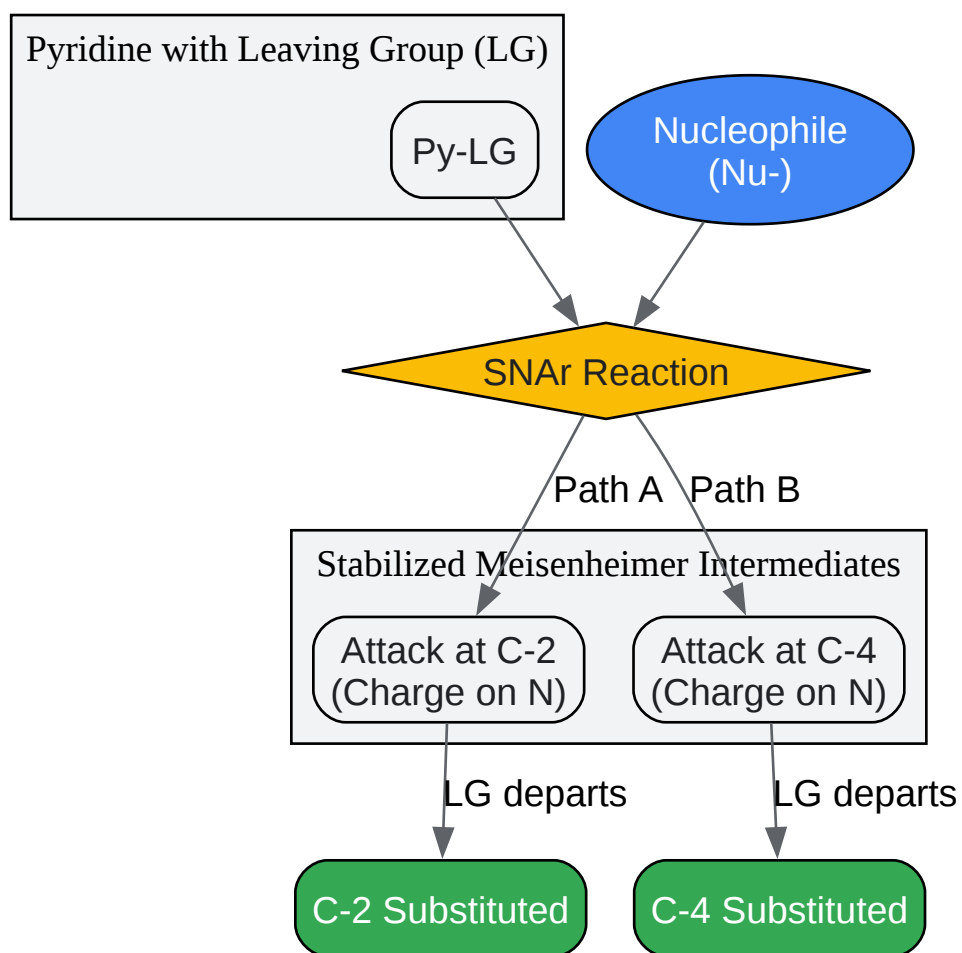 Pyridine with Leaving Group (LG)
Py-LG
Nucleophile
(Nu-)
SNAr Reaction
Path A
Path B
Stabilized Meisenheimer Intermediates
Attack at C-2
(Charge on N)
Attack at C-4
(Charge on N)
LG departs
LG departs
C-2 Substituted
C-4 Substituted